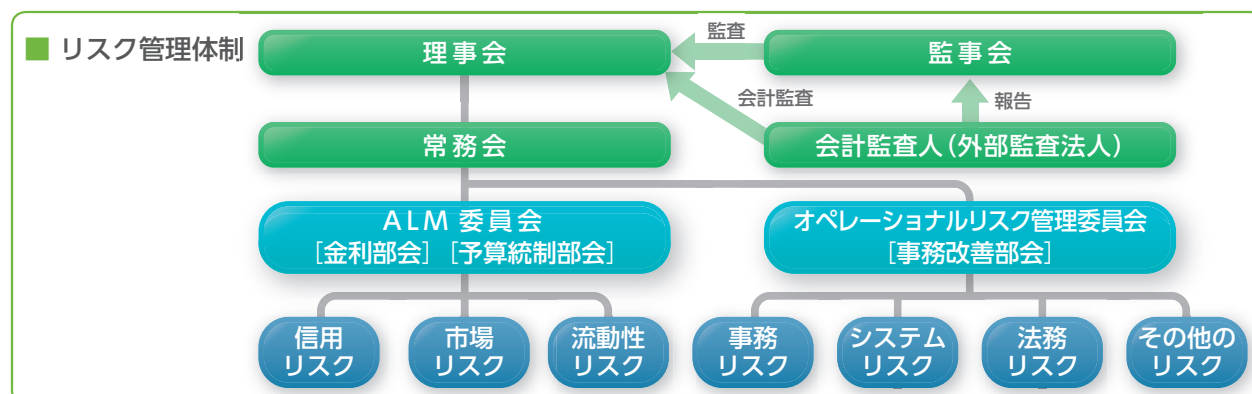 ■ リスク管理体制
理事会
監査
監事会
会計監査
報告
常務会
会計監査人(外部監査法人)
ALM 委員会
[金利部会] [予算統制部会]
オペレーショナルリスク管理委員会
[事務改善部会]
信用
リスク
市場
リスク
流動性
リスク
事務
リスク
システム
リスク
法務
リスク
その他の
リスク